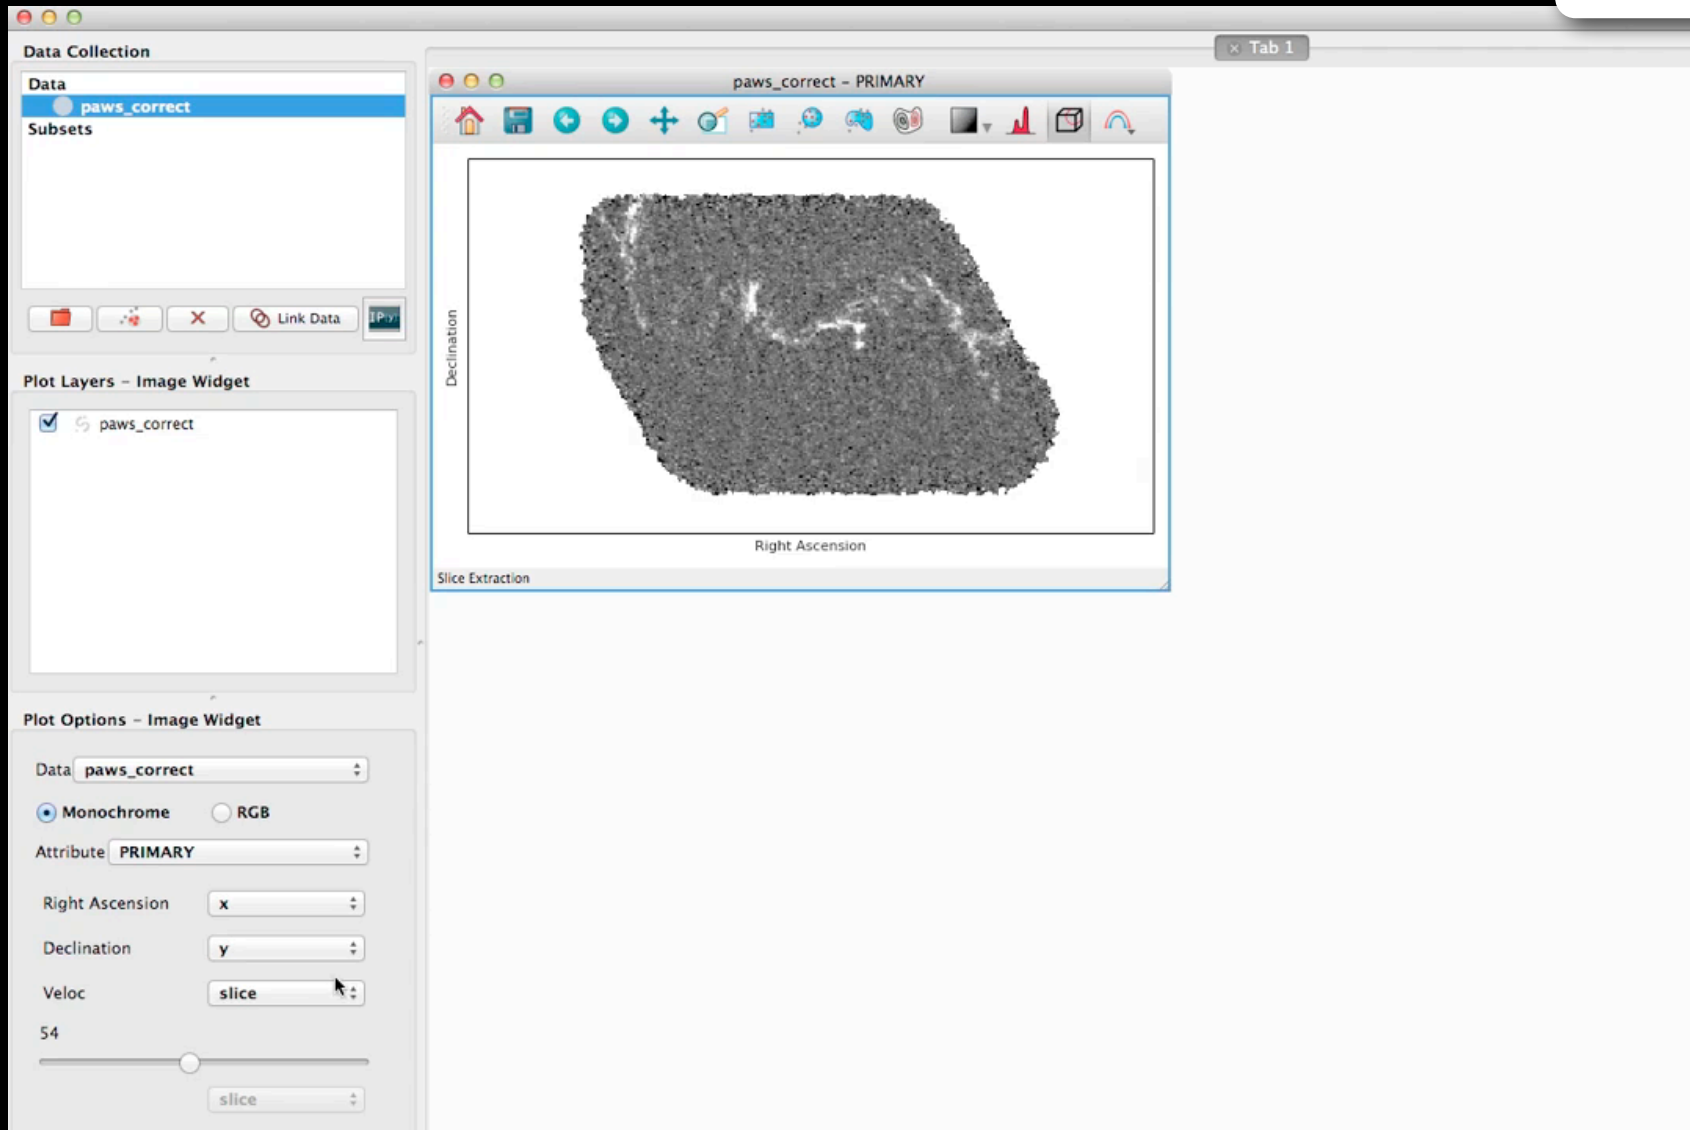 Data Collection
Tab 1
Data
paws_correct
Subsets
Link Data
paws_correct – PRIMARY
Declination
Right Ascension
Slice Extraction
Plot Layers – Image Widget
paws_correct
Plot Options – Image Widget
Data paws_correct
Monochrome RGB
Attribute PRIMARY
Right Ascension x
Declination y
Veloc slice
54
slice